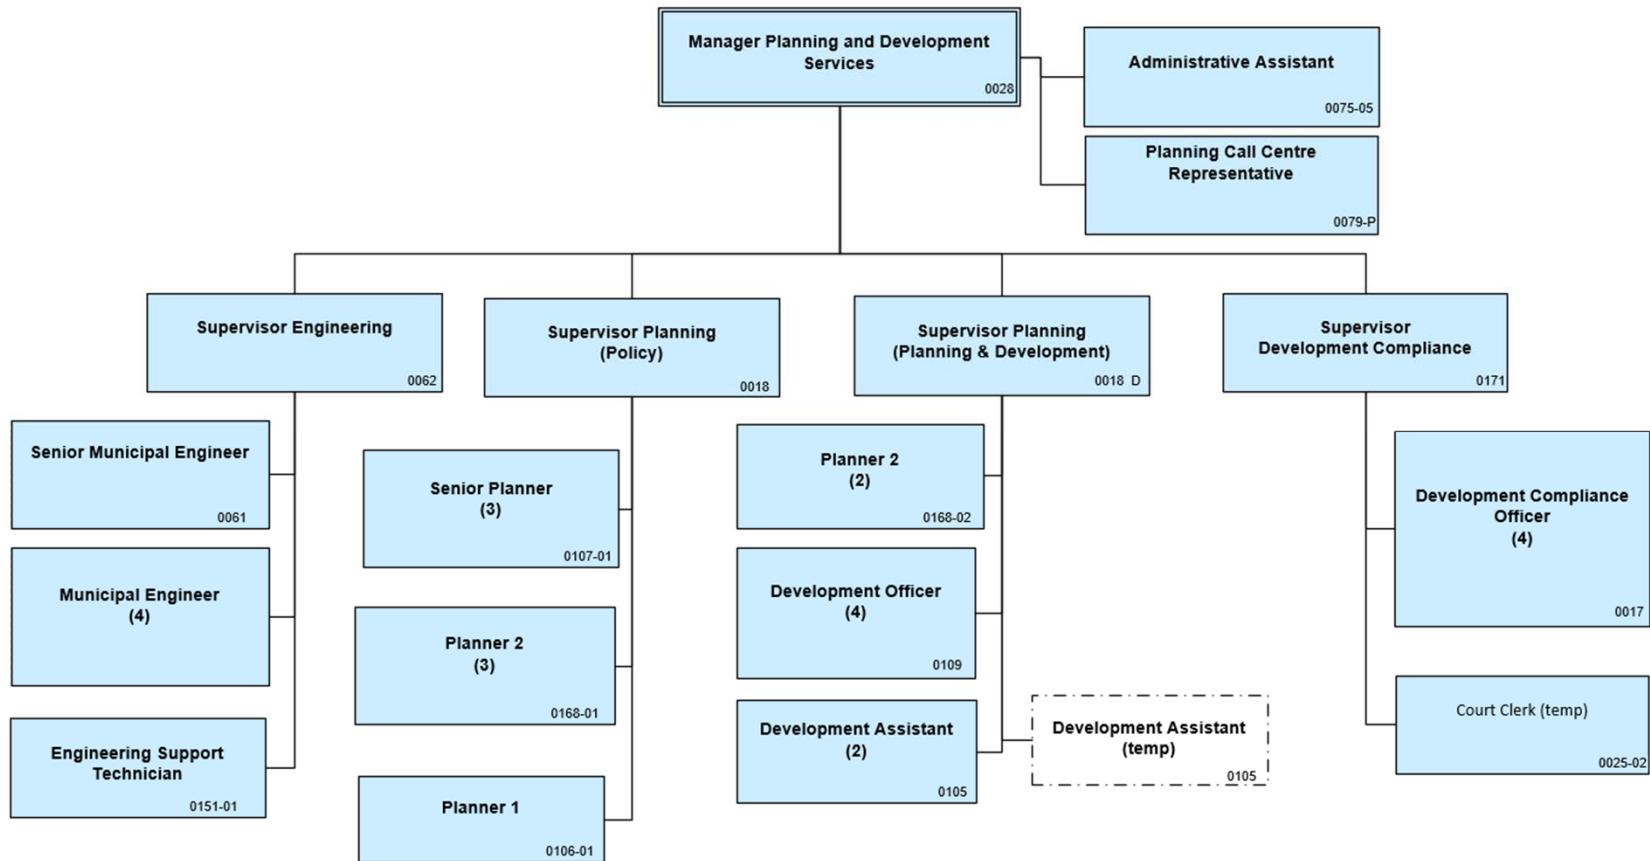 Manager Planning and Development
Services
0028
Administrative Assistant
0075-05
Planning Call Centre
Representative
0079-P
Supervisor Engineering
0062
Supervisor Planning
(Policy)
0018
Supervisor Planning
(Planning & Development)
0018 D
Supervisor
Development Compliance
0171
Senior Municipal Engineer
0061
Municipal Engineer
(4)
Engineering Support
Technician
0151-01
Senior Planner
(3)
0107-01
Planner 2
(3)
0168-01
Planner 1
0106-01
Planner 2
(2)
0168-02
Development Officer
(4)
0109
Development Assistant
(2)
0105
Development Assistant
(temp)
0105
Development Compliance
Officer
(4)
0017
Court Clerk (temp)
0025-02